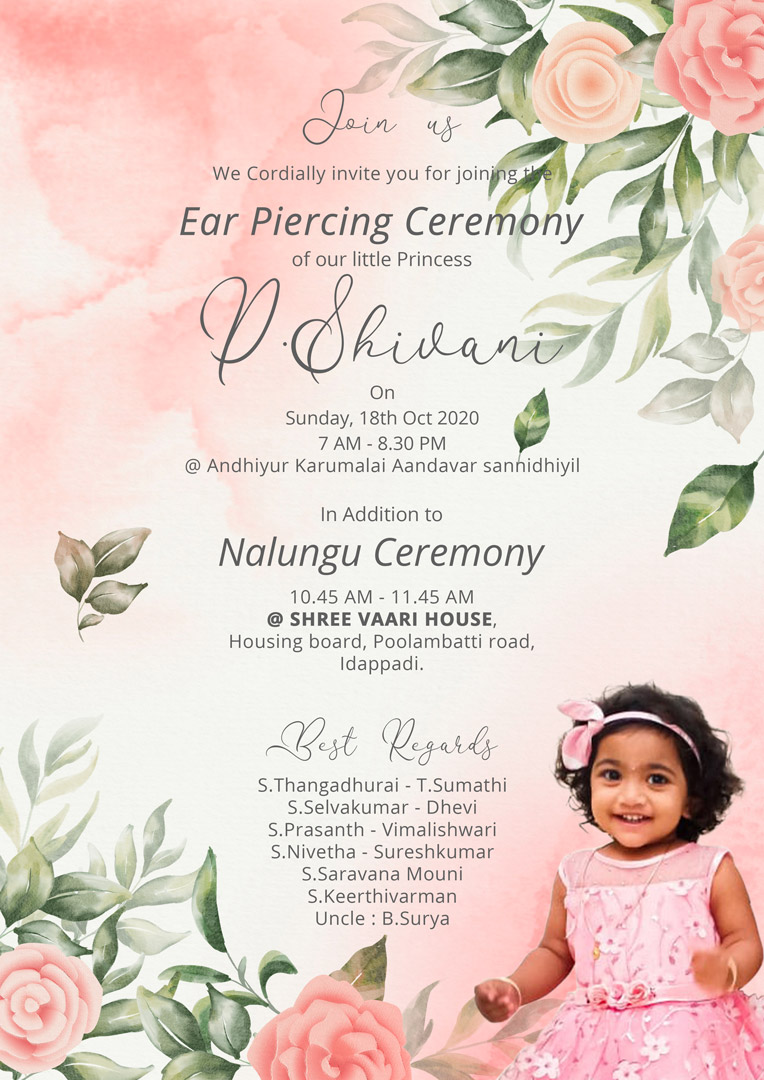 Join us
We Cordially invite you for joining the
Ear Piercing Ceremony
of our little Princess
D.Shivani
On
Sunday, 18th Oct 2020
7 AM - 8.30 PM
@ Andhiyur Karumalai Aandavar sannidhiyil
In Addition to
Nalungu Ceremony
10.45 AM - 11.45 AM
@ SHREE VAARI HOUSE,
Housing board, Poolambatti road,
Idappadi.
Best Regards
S.Thangadhurai - T.Sumathi
S.Selvakumar - Dhevi
S.Prasanth - Vimalishwari
S.Nivetha - Sureshkumar
S.Saravana Mouni
S.Keerthivarman
Uncle : B.Surya